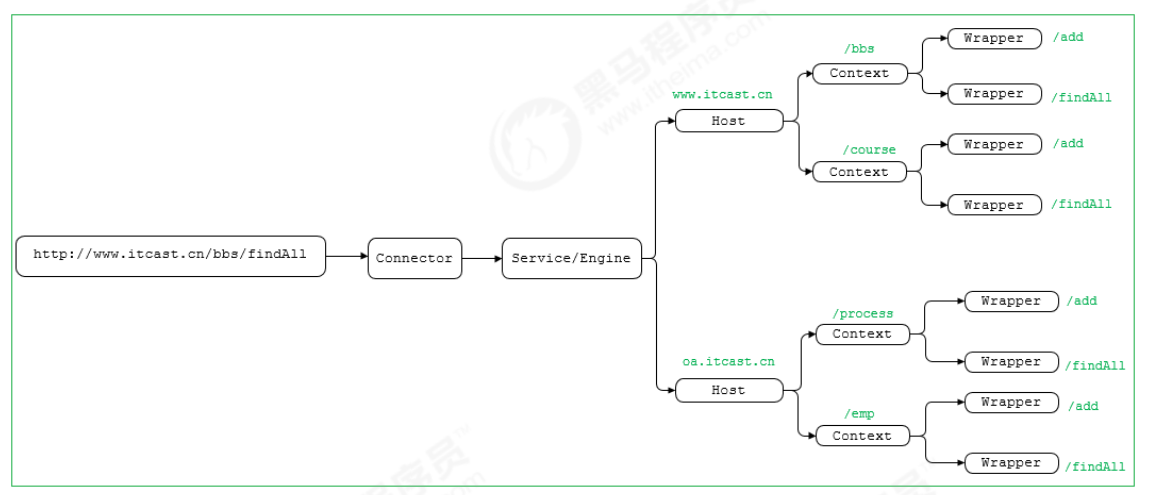 http://www.itcast.cn/bbs/findAll
Connector
Service/Engine
www.itcast.cn
Host
/bbs
Context
Wrapper /add
Wrapper /findAll
/course
Context
Wrapper /add
Wrapper /findAll
oa.itcast.cn
Host
/process
Context
Wrapper /add
Wrapper /findAll
/emp
Context
Wrapper /add
Wrapper /findAll
黑马程序员
www.itheima.com